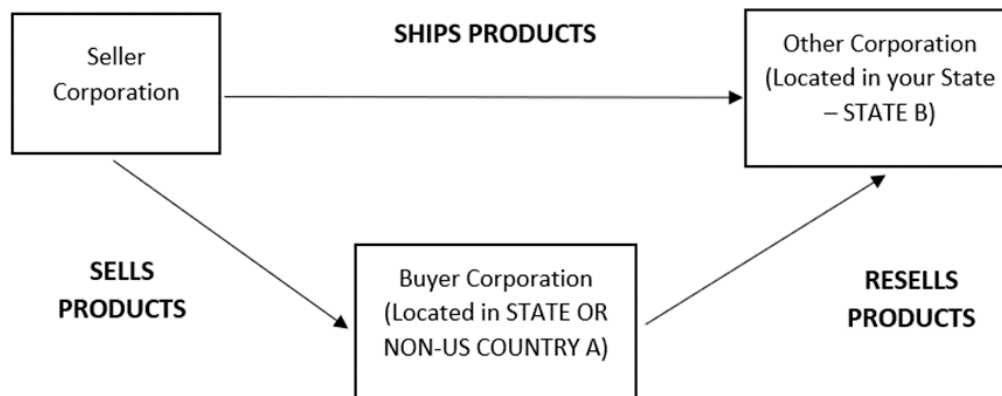 SHIPS PRODUCTS
Seller
Corporation
Other Corporation
(Located in your State
– STATE B)
SELLS
PRODUCTS
Buyer Corporation
(Located in STATE OR
NON-US COUNTRY A)
RESELLS
PRODUCTS